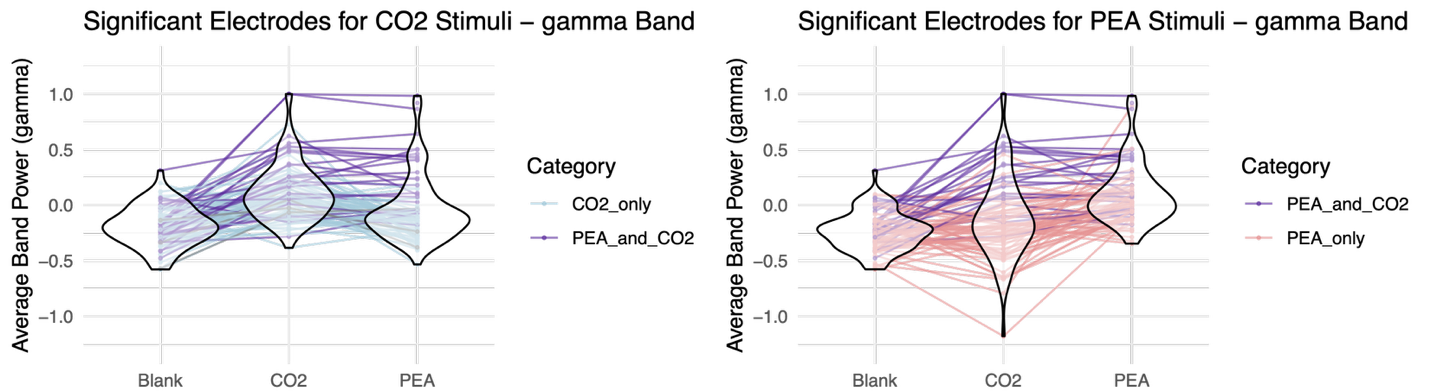 Significant Electrodes for CO2 Stimuli – gamma Band
Average Band Power (gamma)
1.0
0.5
0.0
−0.5
−1.0
Blank
CO2
PEA
Category
CO2_only
PEA_and_CO2
Significant Electrodes for PEA Stimuli – gamma Band
Average Band Power (gamma)
1.0
0.5
0.0
−0.5
−1.0
Blank
CO2
PEA
Category
PEA_and_CO2
PEA_only